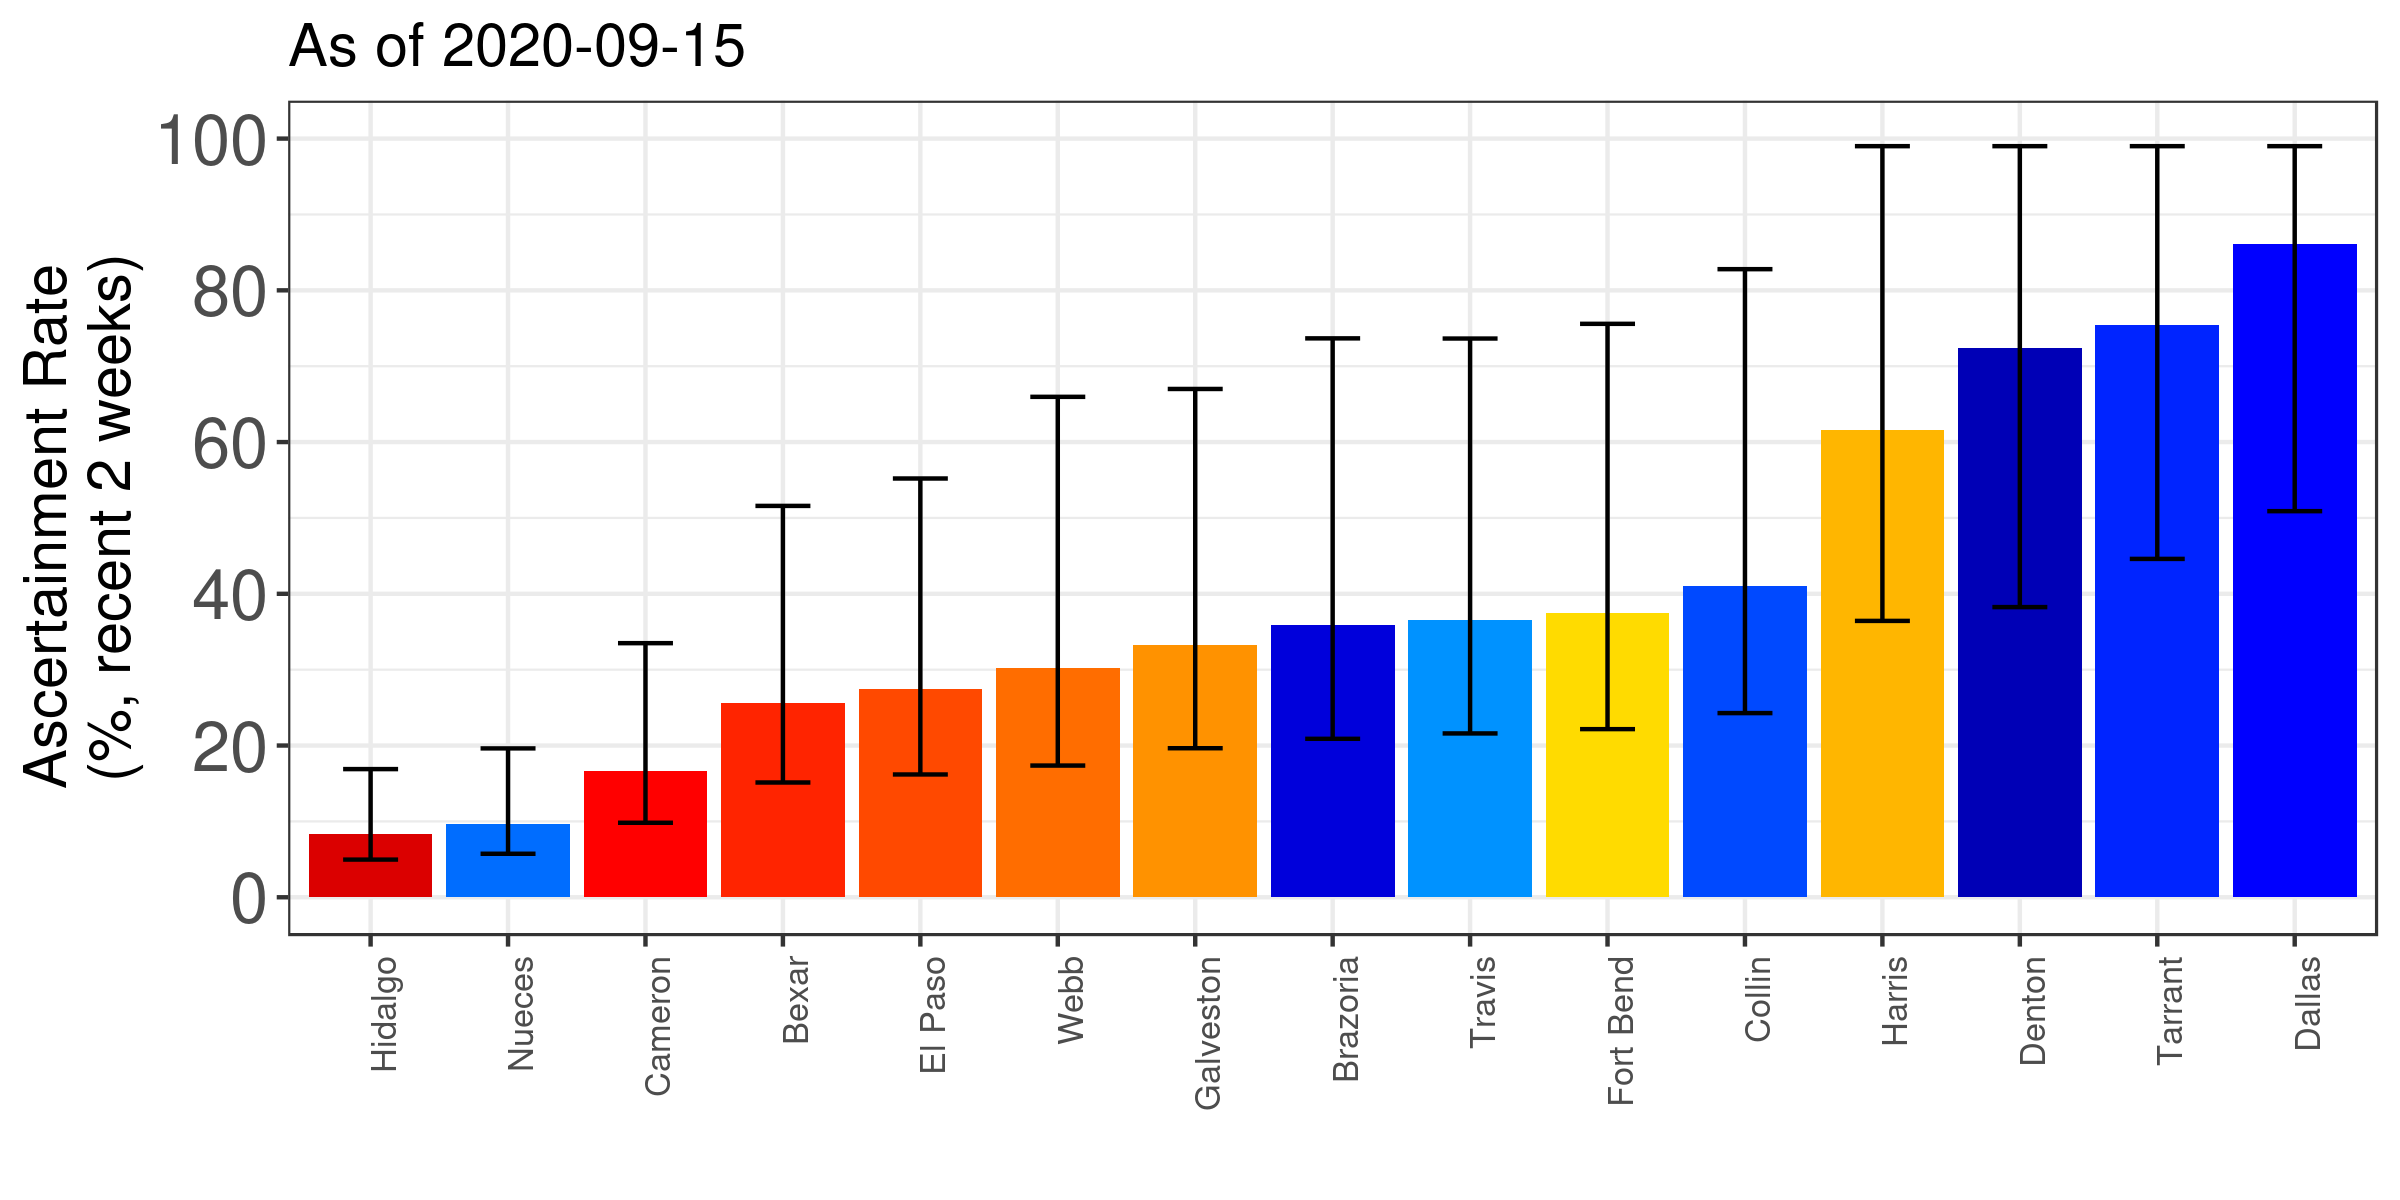 As of 2020-09-15
Ascertainment Rate
(%, recent 2 weeks)
100
80
60
40
20
0
Hidalgo
Nueces
Cameron
Bexar
El Paso
Webb
Galveston
Brazoria
Travis
Fort Bend
Collin
Harris
Denton
Tarrant
Dallas